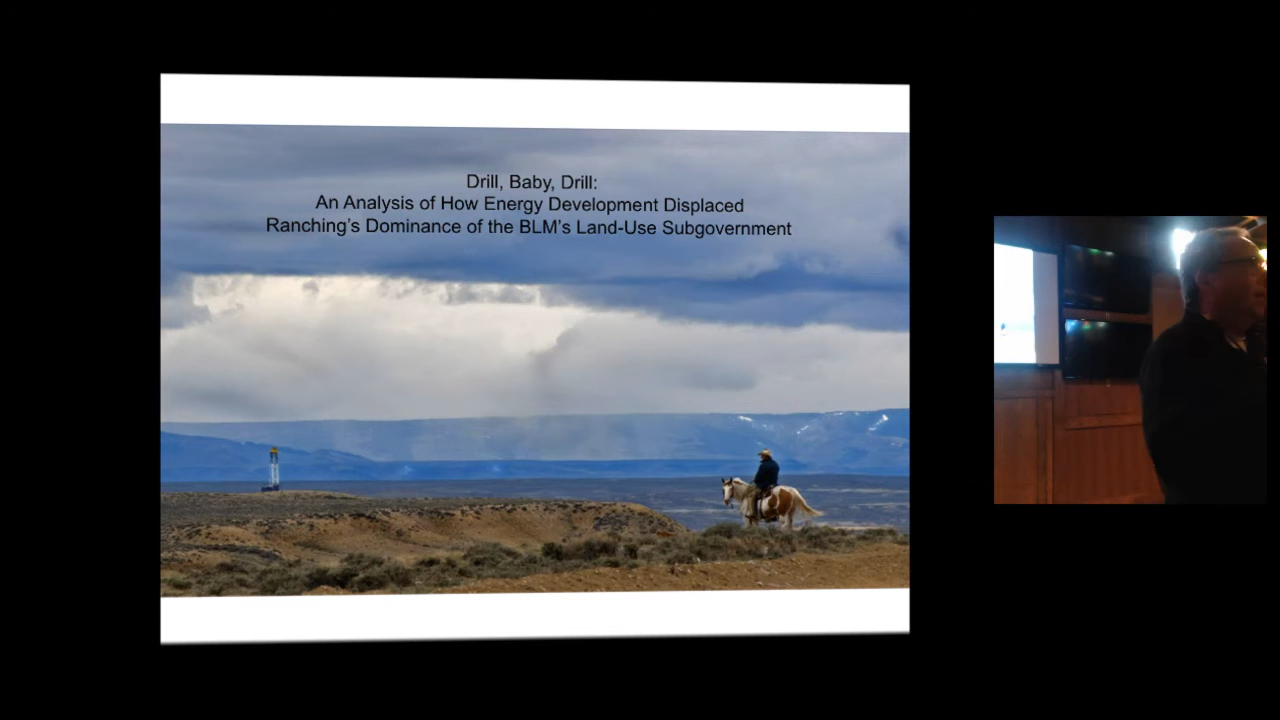 Drill, Baby, Drill:
An Analysis of How Energy Development Displaced
Ranching’s Dominance of the BLM’s Land-Use Subgovernment